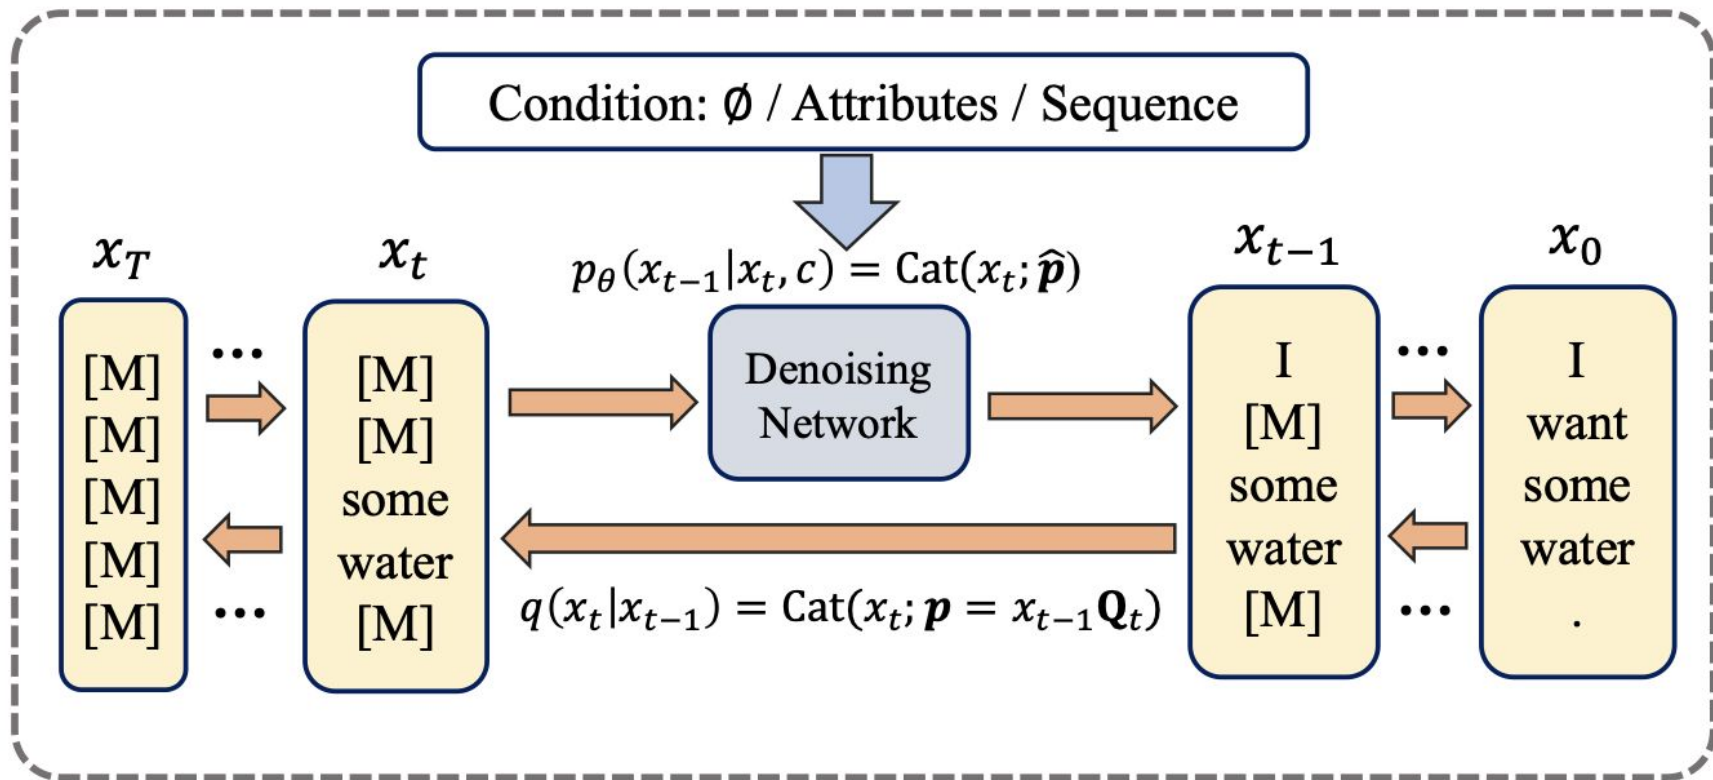 Condition: ∅ / Attributes / Sequence
x_T
x_t
x_{t−1}
x_0
p_θ(x_{t−1}|x_t, c) = Cat(x_t; p̂)
[M]
[M]
[M]
[M]
[M]
...
...
[M]
[M]
some
water
[M]
Denoising
Network
q(x_t|x_{t−1}) = Cat(x_t; p = x_{t−1}Q_t)
I
[M]
some
water
[M]
...
...
I
want
some
water
.